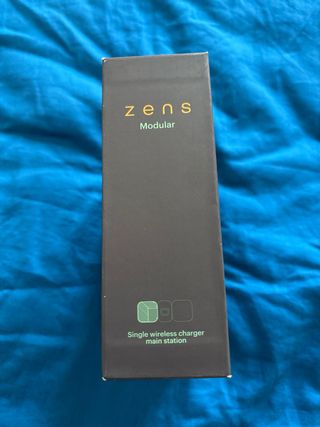 zens
Modular
Single wireless charger
main station